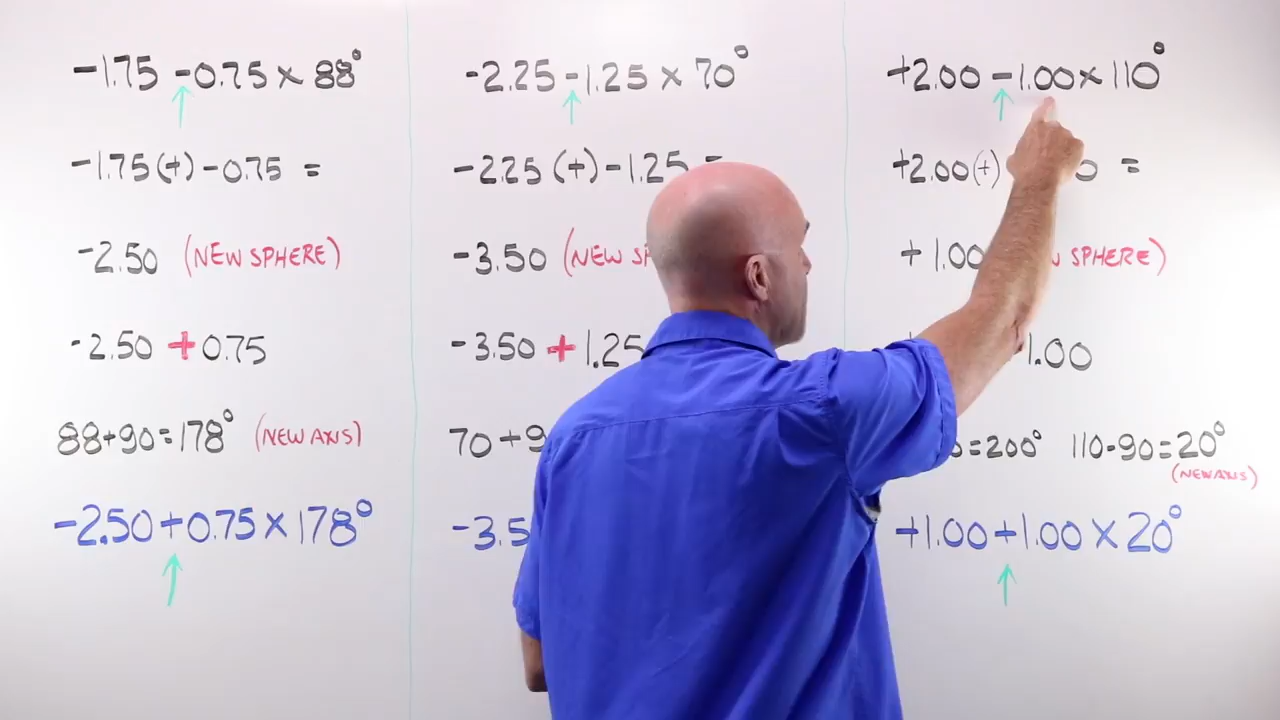 -1.75 -0.75 × 88°
-1.75 (+) -0.75 =
-2.50 (NEW SPHERE)
-2.50 + 0.75
88+90=178° (NEW AXIS)
-2.50 +0.75 × 178°
-2.25 -1.25 × 70°
-2.25 (+) -1.25 =
-3.50 (NEW
-3.50 + 1.25
70 +
-3.5
+2.00 -1.00 × 110°
+2.00 (+) =
+1.00 SPHERE)
1.00
=200° 110-90=20°
(NEW AXIS)
+1.00 +1.00 × 20°